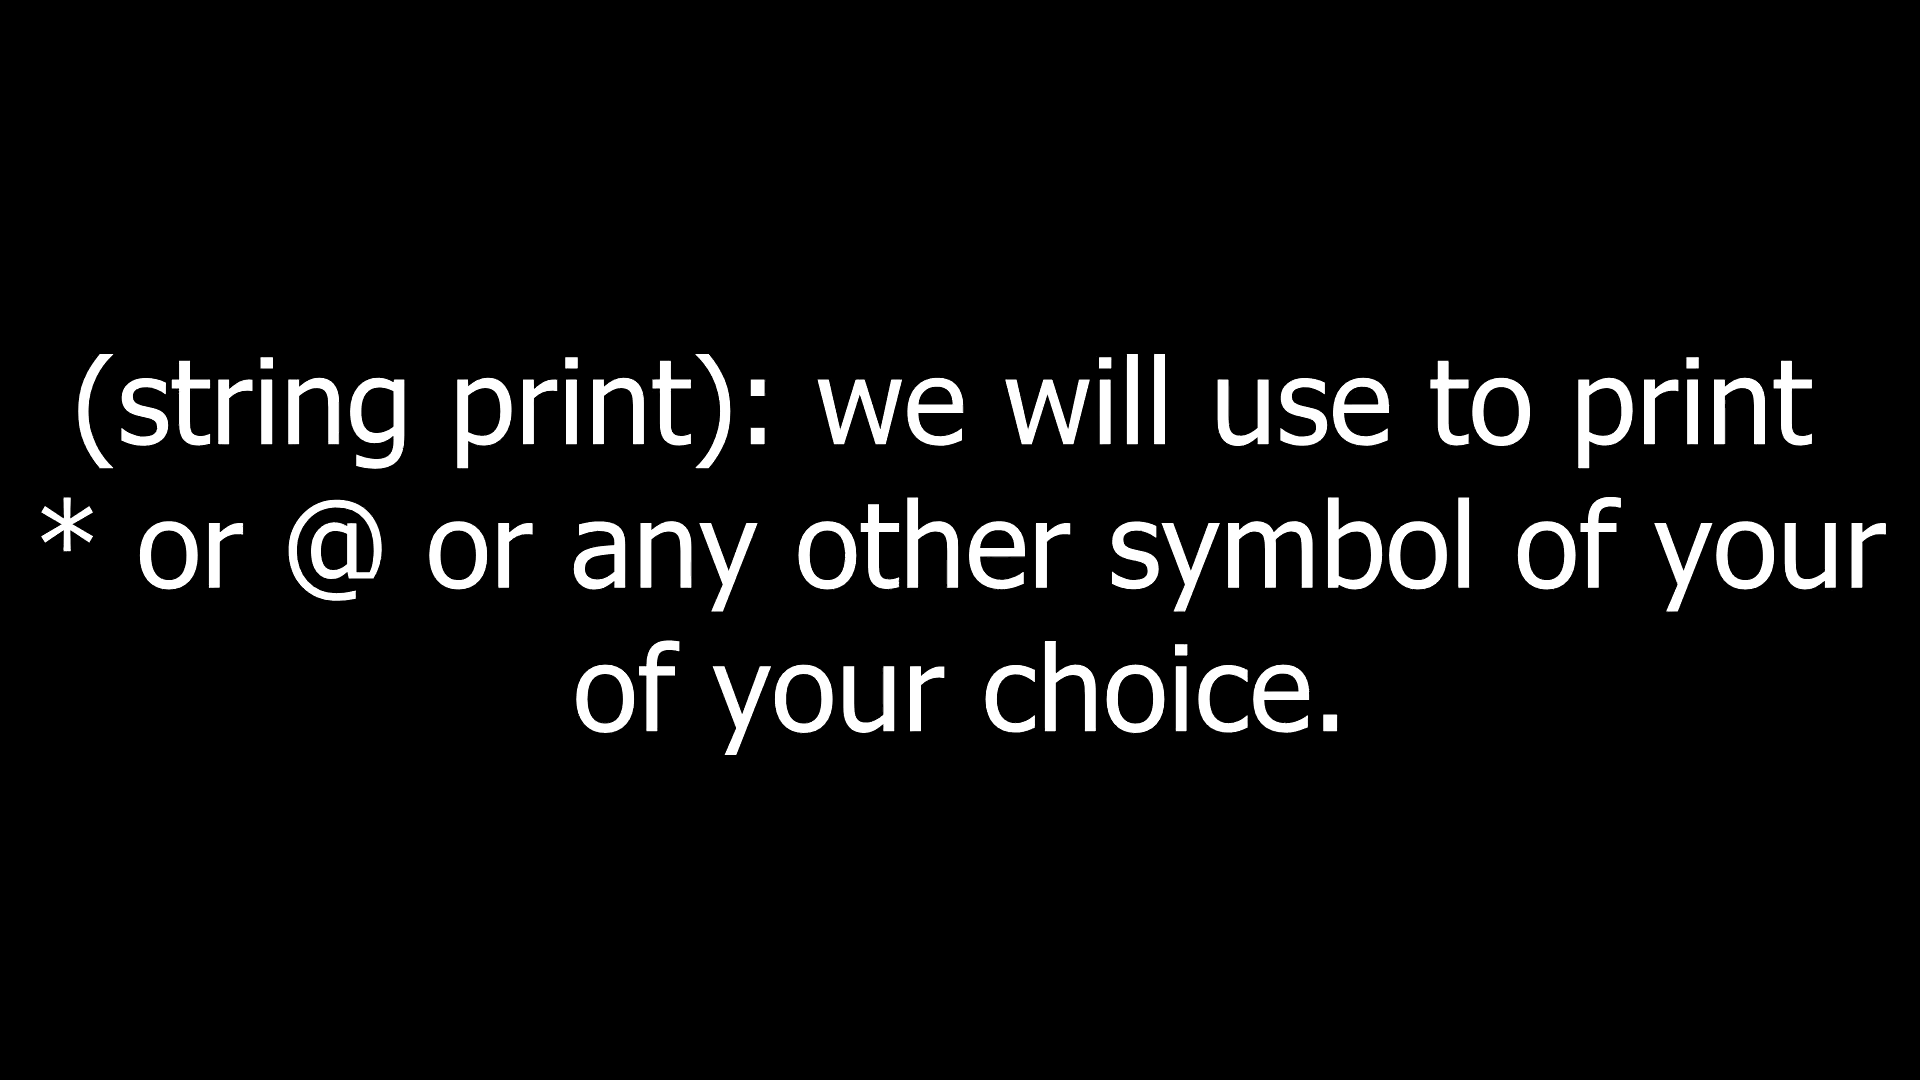 (string print): we will use to print
* or @ or any other symbol of your
of your choice.